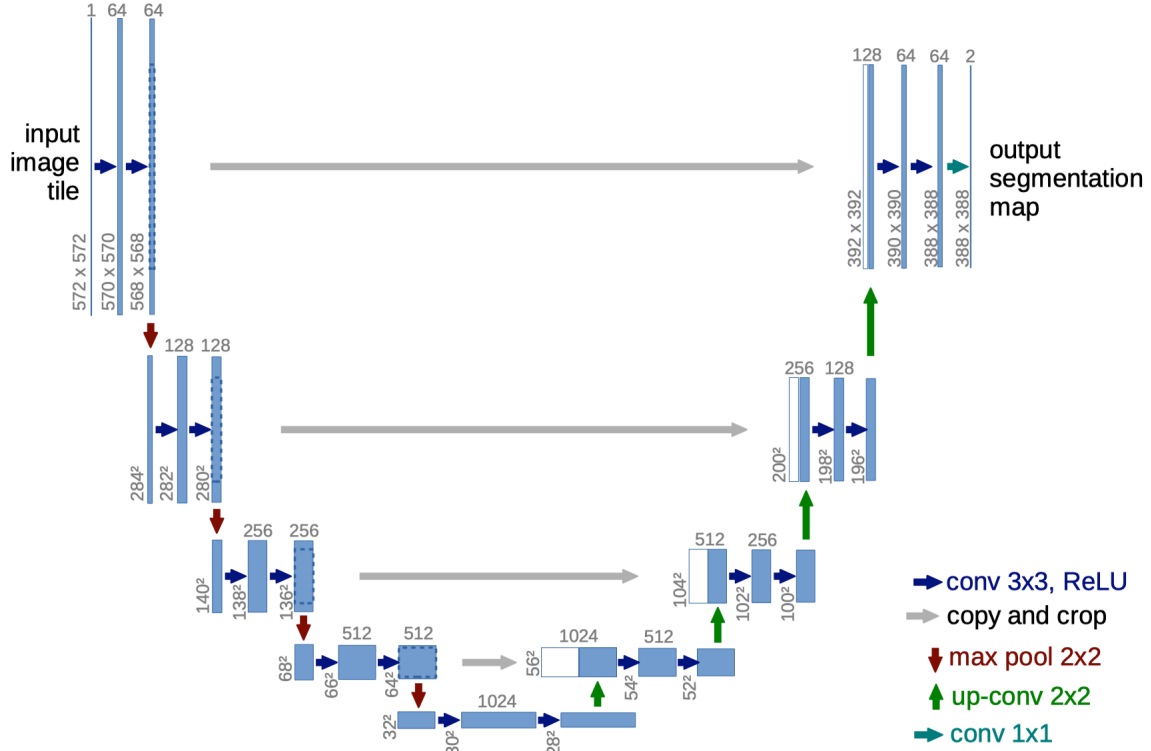 1 64 64
input
image
tile
572 x 572
570 x 570
568 x 568
128 64 64 2
output
segmentation
map
392 x 392
390 x 390
388 x 388
388 x 388
128 128
284²
282²
280²
256 128
200²
198²
196²
256 256
140²
138²
136²
512 256
104²
102²
100²
512 512
68²
66²
64²
1024 512
56²
54²
52²
1024
32²
30²
28²
conv 3x3, ReLU
copy and crop
max pool 2x2
up-conv 2x2
conv 1x1